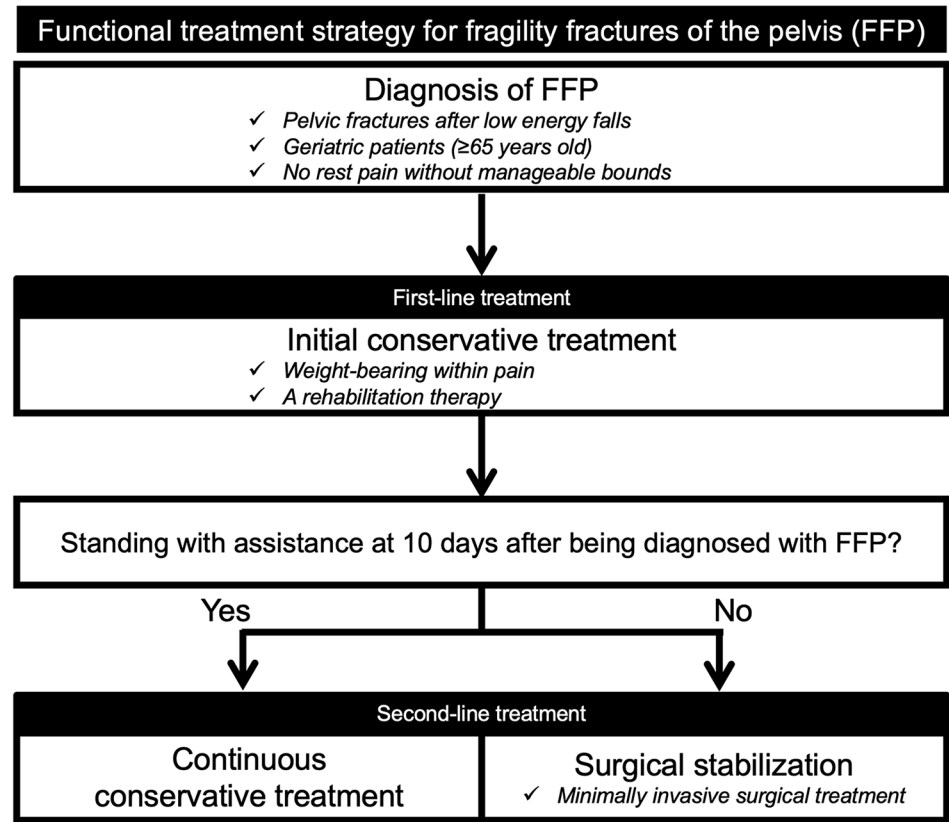 Functional treatment strategy for fragility fractures of the pelvis (FFP)
Diagnosis of FFP
✓ Pelvic fractures after low energy falls
✓ Geriatric patients (≥65 years old)
✓ No rest pain without manageable bounds
First-line treatment
Initial conservative treatment
✓ Weight-bearing within pain
✓ A rehabilitation therapy
Standing with assistance at 10 days after being diagnosed with FFP?
Yes
No
Second-line treatment
Continuous
conservative treatment
Surgical stabilization
✓ Minimally invasive surgical treatment